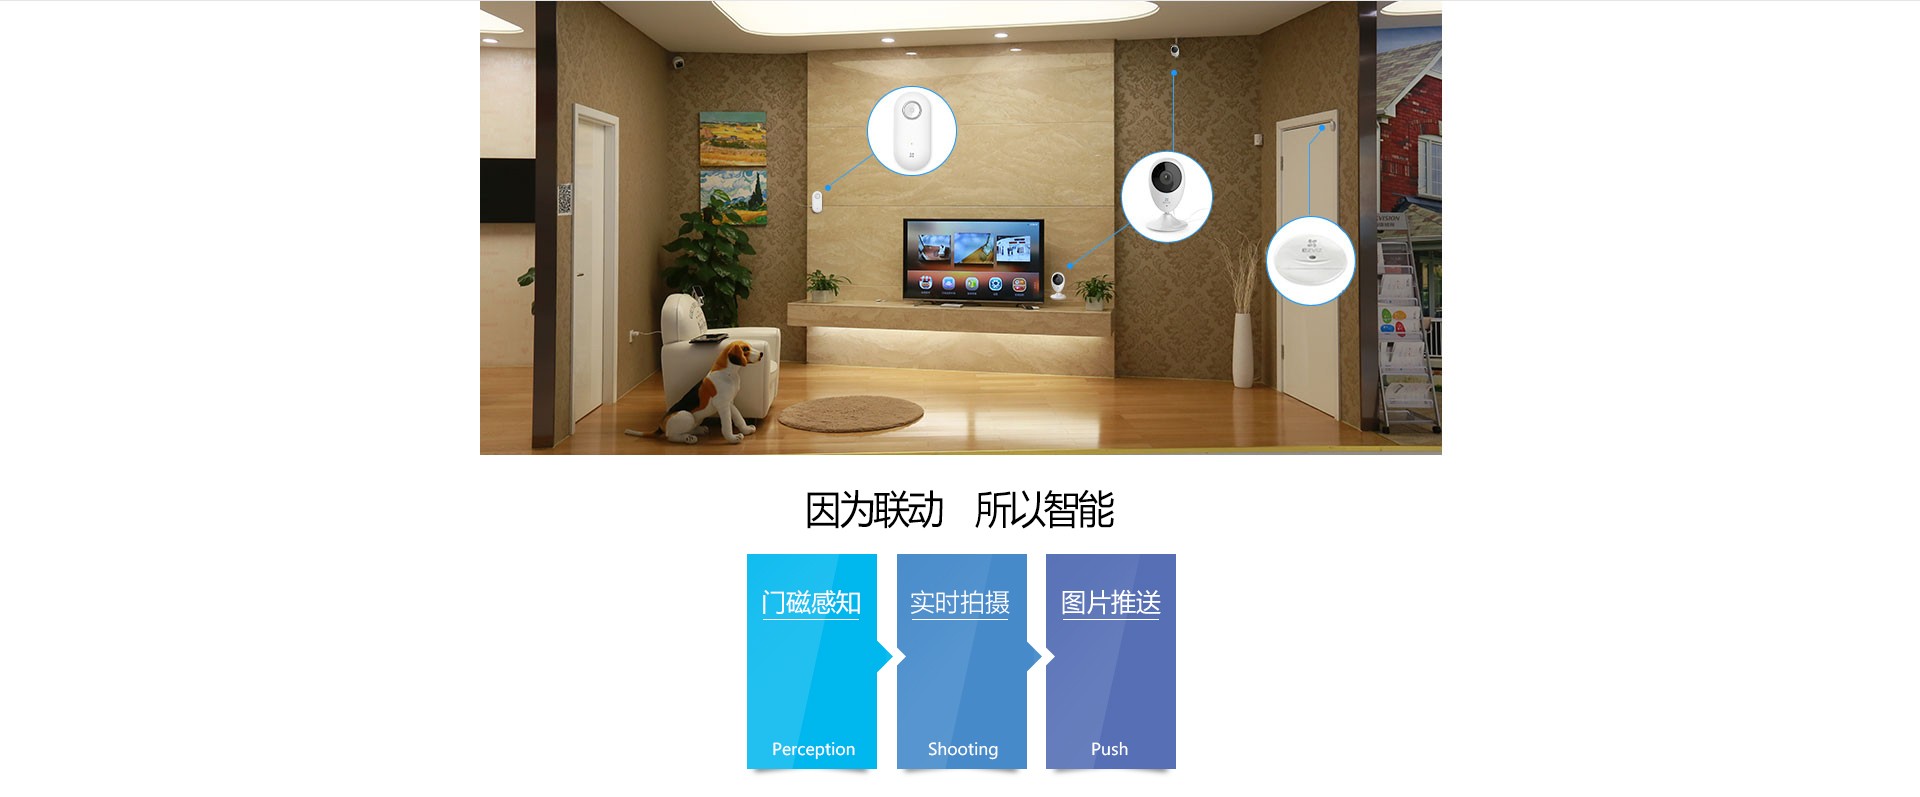 VISION
因为联动 所以智能
门磁感知
实时拍摄
图片推送
Perception
Shooting
Push